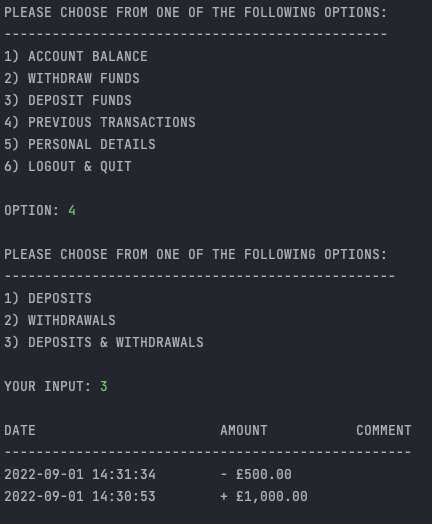 PLEASE CHOOSE FROM ONE OF THE FOLLOWING OPTIONS:
------------------------------------------------
1) ACCOUNT BALANCE
2) WITHDRAW FUNDS
3) DEPOSIT FUNDS
4) PREVIOUS TRANSACTIONS
5) PERSONAL DETAILS
6) LOGOUT & QUIT
OPTION: 4
PLEASE CHOOSE FROM ONE OF THE FOLLOWING OPTIONS:
-------------------------------------------------
1) DEPOSITS
2) WITHDRAWALS
3) DEPOSITS & WITHDRAWALS
YOUR INPUT: 3
DATE AMOUNT COMMENT
---------------------------------------------------
2022-09-01 14:31:34 - £500.00
2022-09-01 14:30:53 + £1,000.00